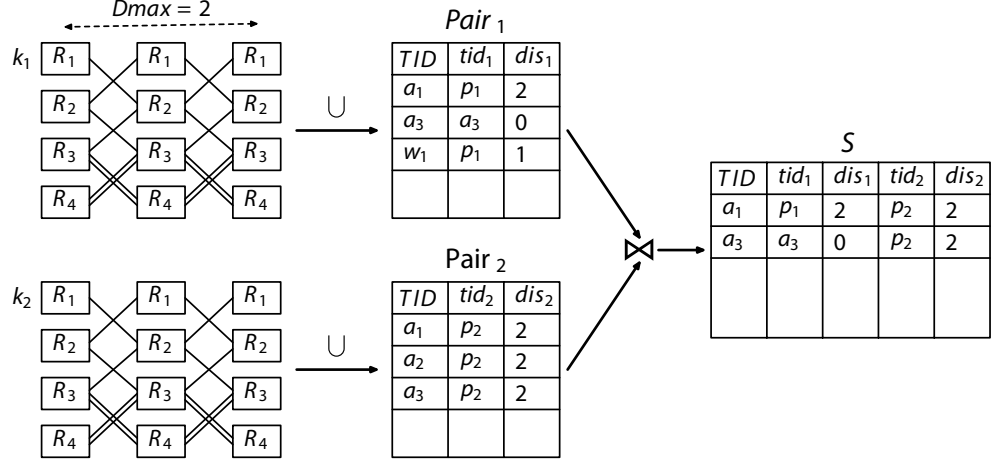 Dmax = 2
k1 R1 R1 R1
R2 R2 R2
R3 R3 R3
R4 R4 R4
∪
Pair 1
TID tid1 dis1
a1 p1 2
a3 a3 0
w1 p1 1
k2 R1 R1 R1
R2 R2 R2
R3 R3 R3
R4 R4 R4
∪
Pair 2
TID tid2 dis2
a1 p2 2
a2 p2 2
a3 p2 2
⋈
S
TID tid1 dis1 tid2 dis2
a1 p1 2 p2 2
a3 a3 0 p2 2